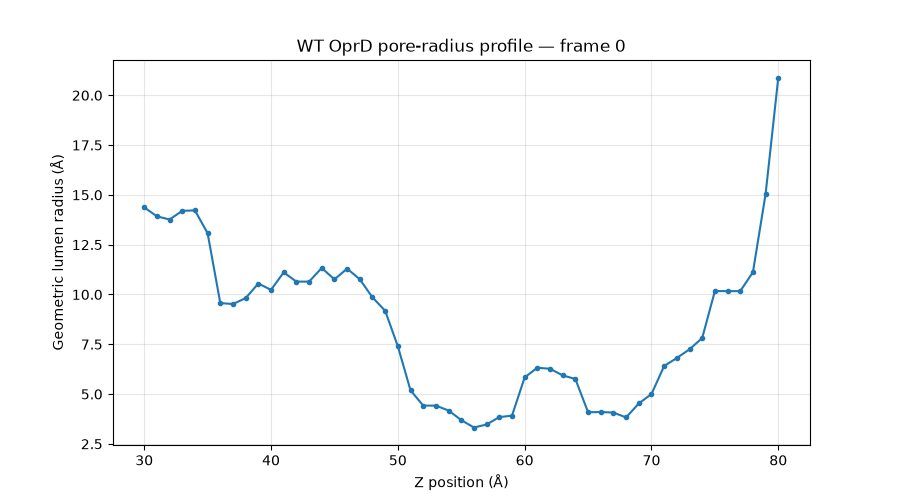 WT OprD pore-radius profile — frame 0
Geometric lumen radius (Å)
20.0
17.5
15.0
12.5
10.0
7.5
5.0
2.5
30 40 50 60 70 80
Z position (Å)